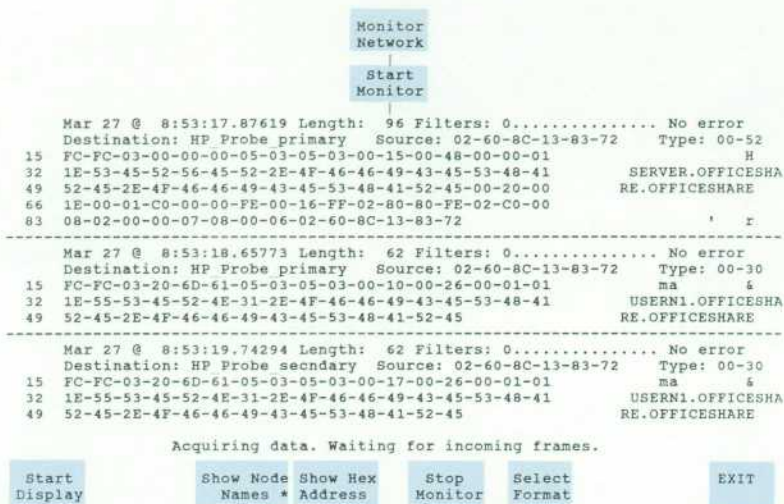 Monitor
Network
Start
Monitor
Mar 27 @ 8:53:17.87619 Length: 96 Filters: 0............... No error
Destination: HP Probe primary Source: 02-60-8C-13-83-72 Type: 00-52
15 FC-FC-03-00-00-00-05-03-05-03-00-15-00-48-00-00-01 H
32 1E-53-45-52-56-45-52-2E-4F-46-46-49-43-45-53-48-41 SERVER.OFFICESHA
49 52-45-2E-4F-46-46-49-43-45-53-48-41-52-45-00-20-00 RE.OFFICESHARE
66 1E-00-01-C0-00-00-FE-00-16-FF-02-80-80-FE-02-C0-00
83 08-02-00-00-07-08-00-06-02-60-8C-13-83-72 ' r
Mar 27 @ 8:53:18.65773 Length: 62 Filters: 0............... No error
Destination: HP Probe primary Source: 02-60-8C-13-83-72 Type: 00-30
15 FC-FC-03-20-6D-61-05-03-05-03-00-10-00-26-00-01-01 ma &
32 1E-55-53-45-52-4E-31-2E-4F-46-46-49-43-45-53-48-41 USERN1.OFFICESHA
49 52-45-2E-4F-46-46-49-43-45-53-48-41-52-45 RE.OFFICESHARE
Mar 27 @ 8:53:19.74294 Length: 62 Filters: 0............... No error
Destination: HP Probe secndary Source: 02-60-8C-13-83-72 Type: 00-30
15 FC-FC-03-20-6D-61-05-03-05-03-00-17-00-26-00-01-01 ma &
32 1E-55-53-45-52-4E-31-2E-4F-46-46-49-43-45-53-48-41 USERN1.OFFICESHA
49 52-45-2E-4F-46-46-49-43-45-53-48-41-52-45 RE.OFFICESHARE
Acquiring data. Waiting for incoming frames.
Start
Display
Show Node
Names *
Show Hex
Address
Stop
Monitor
Select
Format
EXIT